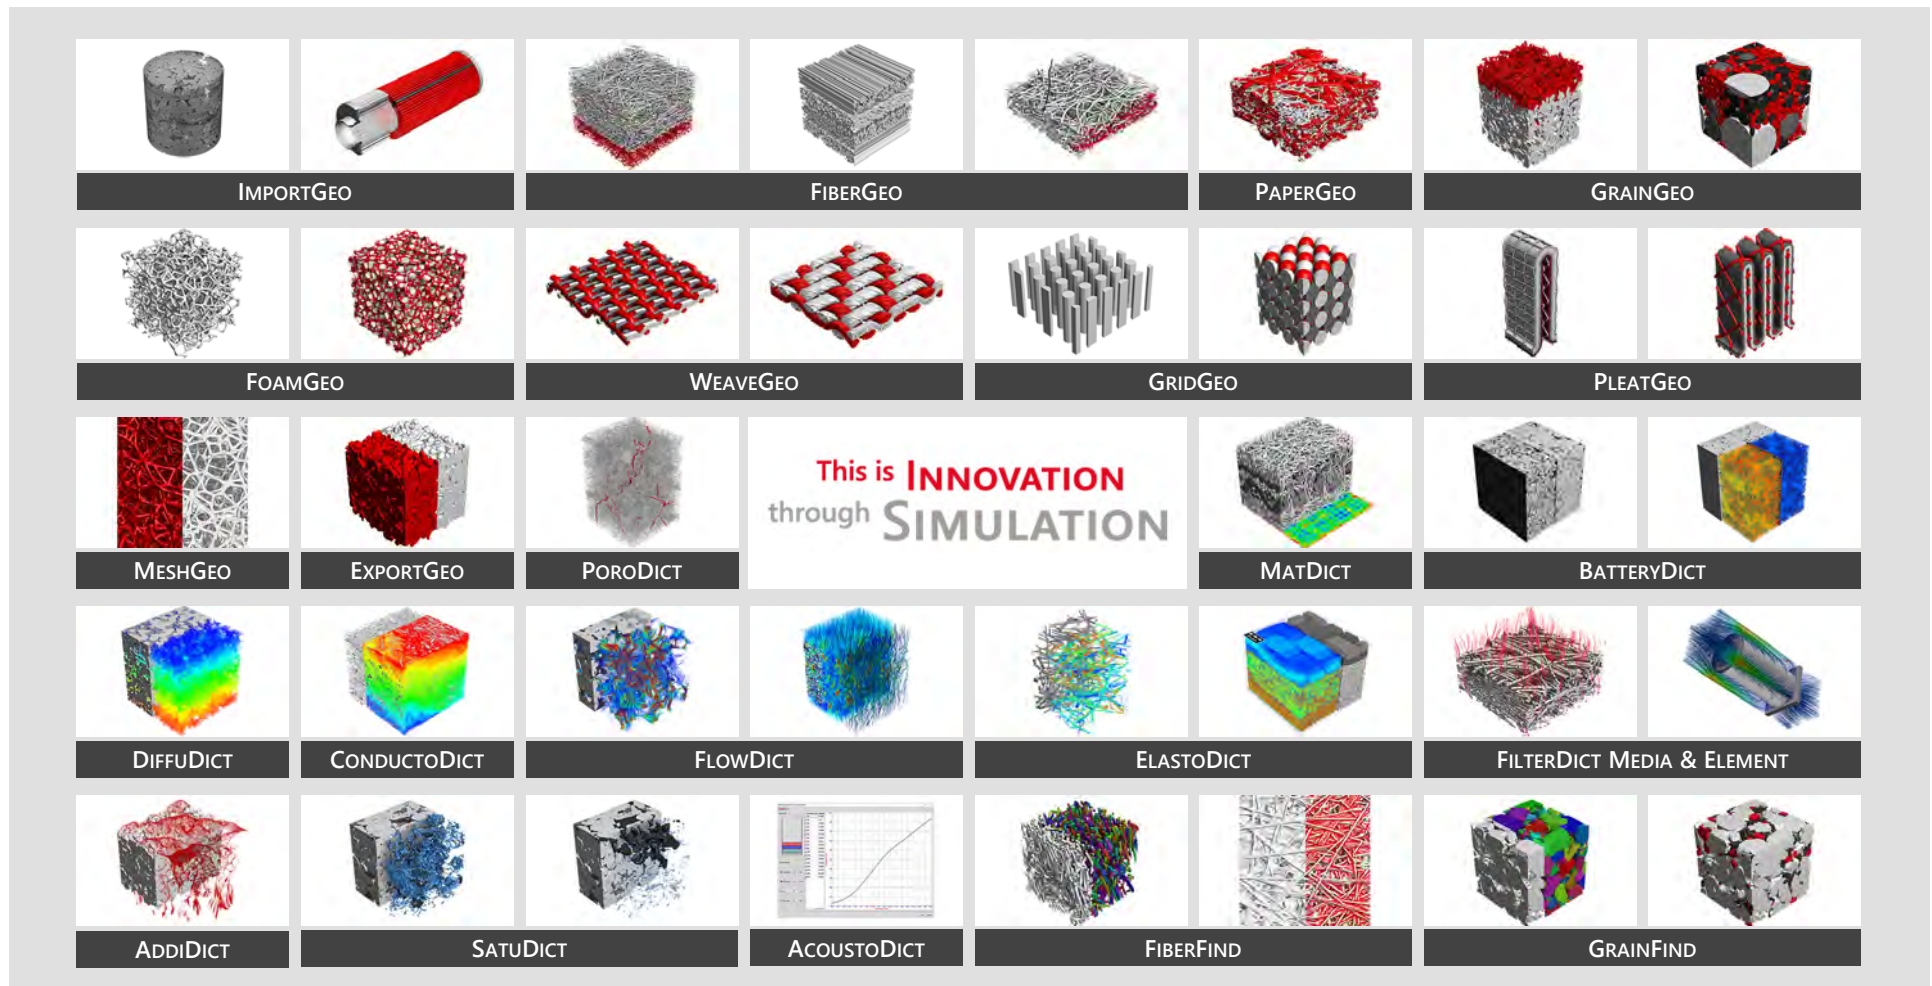 IMPORTGEO
FIBERGEO
PAPERGEO
GRAINGEO
FOAMGEO
WEAVEGEO
GRIDGEO
PLEATGEO
This is INNOVATION
through SIMULATION
MESHGEO
EXPORTGEO
PORODICT
MATDICT
BATTERYDICT
DIFFUDICT
CONDUCTODICT
FLOWDICT
ELASTODICT
FILTERDICT MEDIA & ELEMENT
ADDIDICT
SATUDICT
ACOUSTODICT
FIBERFIND
GRAINFIND